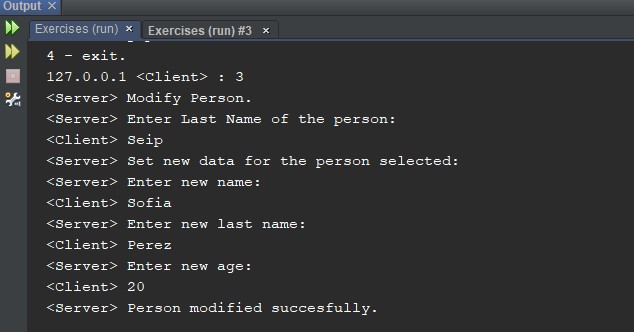 Output ×
Exercises (run) × Exercises (run) #3 ×
4 - exit.
127.0.0.1 <Client> : 3
<Server> Modify Person.
<Server> Enter Last Name of the person:
<Client> Seip
<Server> Set new data for the person selected:
<Server> Enter new name:
<Client> Sofia
<Server> Enter new last name:
<Client> Perez
<Server> Enter new age:
<Client> 20
<Server> Person modified succesfully.